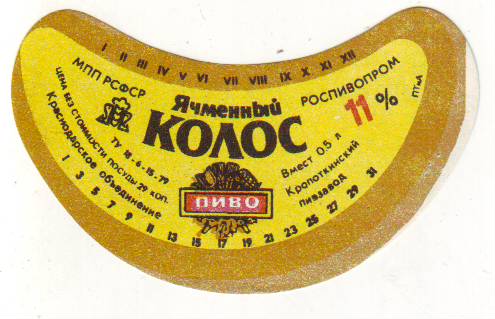 I II III IV V VI VII VIII IX X XI XII
МПП РСФСР
РОСПИВОПРОМ
Ячменный
КОЛОС
11%
ЦЕНА БЕЗ СТОИМОСТИ ПОСУДЫ 29 КОП.
Краснодарское объединение
ТУ 18-6-15-79
Вмест 0,5 л
Кропоткинский
пивзавод
ПИВО
1 3 5 7 9 11 13 15 17 19 21 23 25 27 29 31